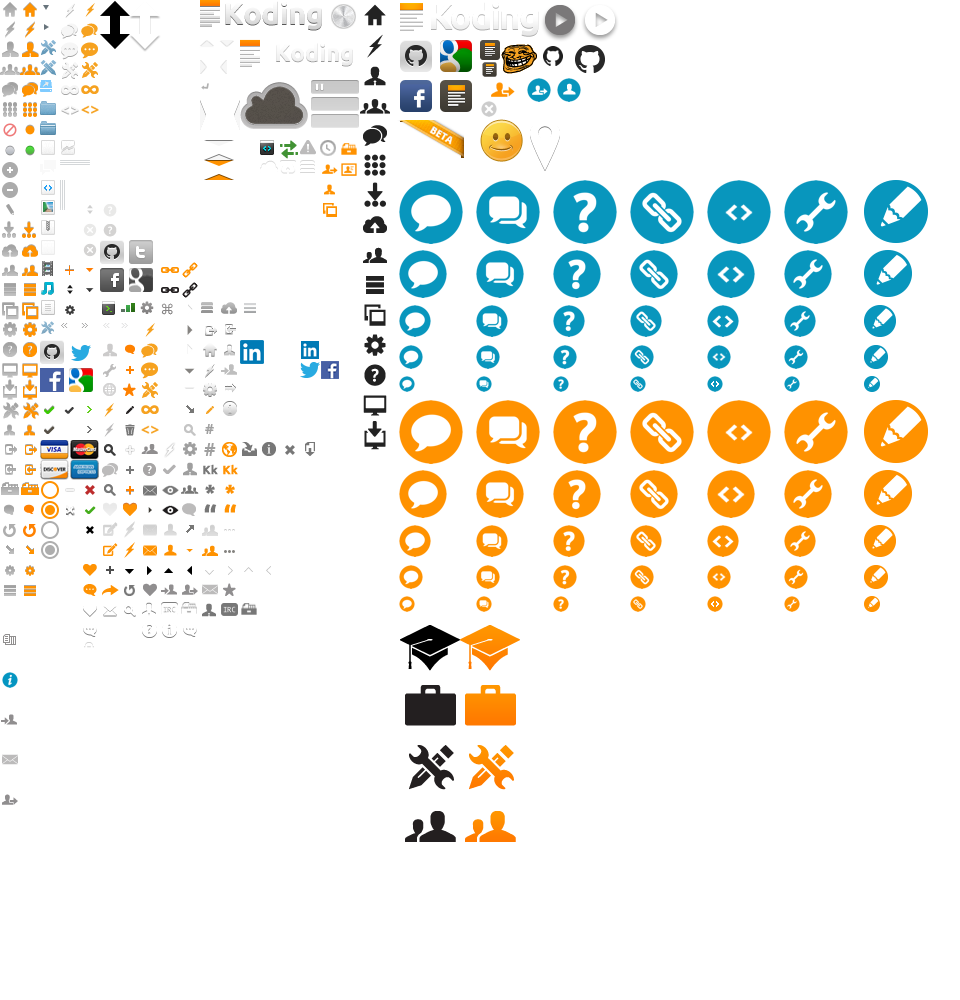 Koding
Koding
Koding
BETA
VISA
MasterCard
DISCOVER
AMERICAN EXPRESS
Kk Kk
IRC
IRC